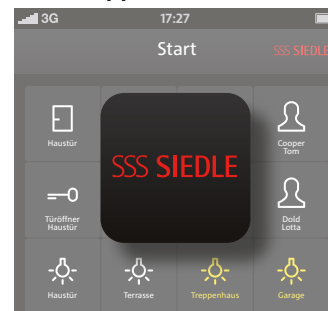 3G 17:27
Start
SSS SIEDLE
Haustür
Cooper
Tom
SSS SIEDLE
Türöffner
Haustür
Dold
Lotta
Haustür
Terrasse
Treppenhaus
Garage